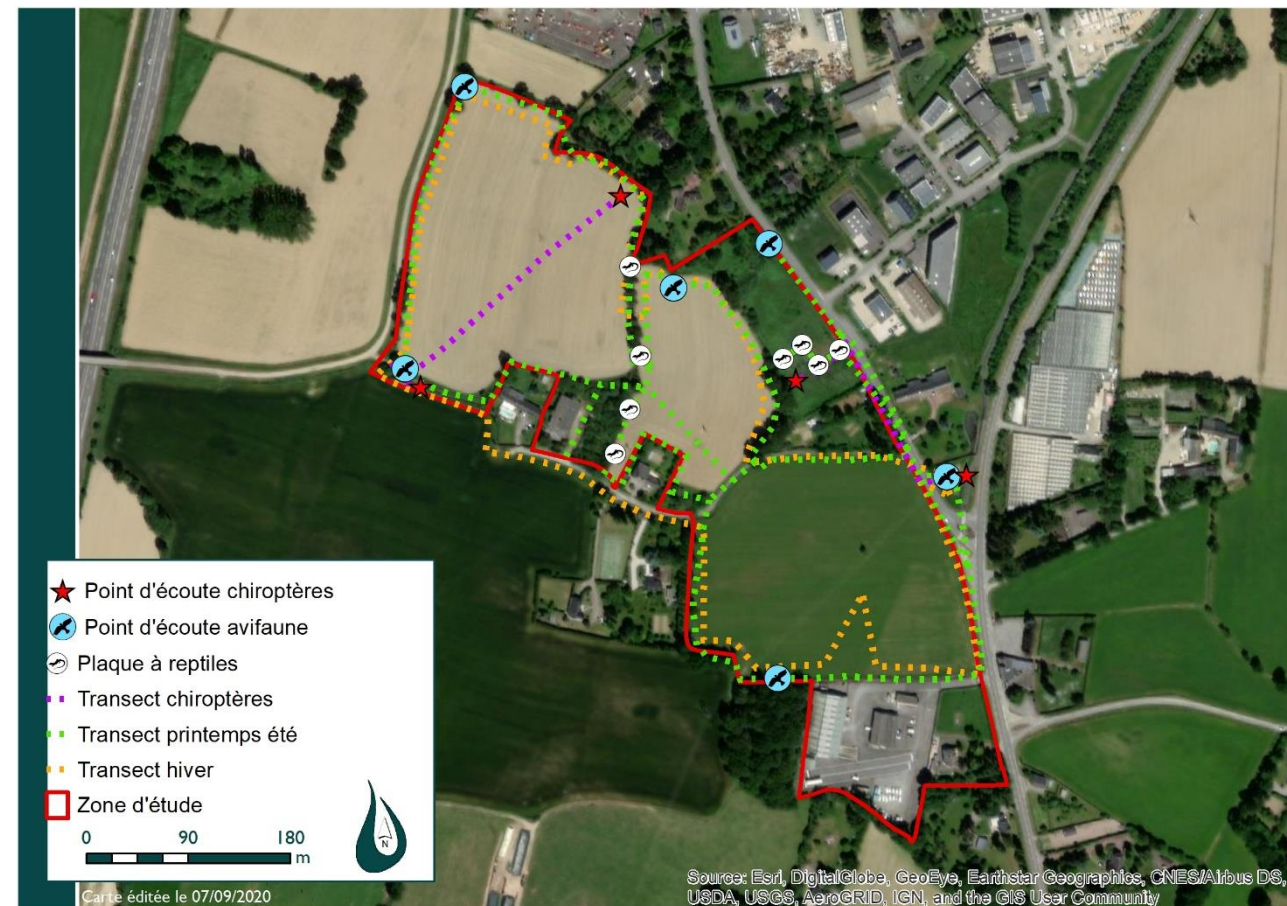 Point d'écoute chiroptères
Point d'écoute avifaune
Plaque à reptiles
Transect chiroptères
Transect printemps été
Transect hiver
Zone d'étude
0 90 180
m
N
Carte éditée le 07/09/2020
Source: Esri, DigitalGlobe, GeoEye, Earthstar Geographics, CNES/Airbus DS,
USDA, USGS, AeroGRID, IGN, and the GIS User Community